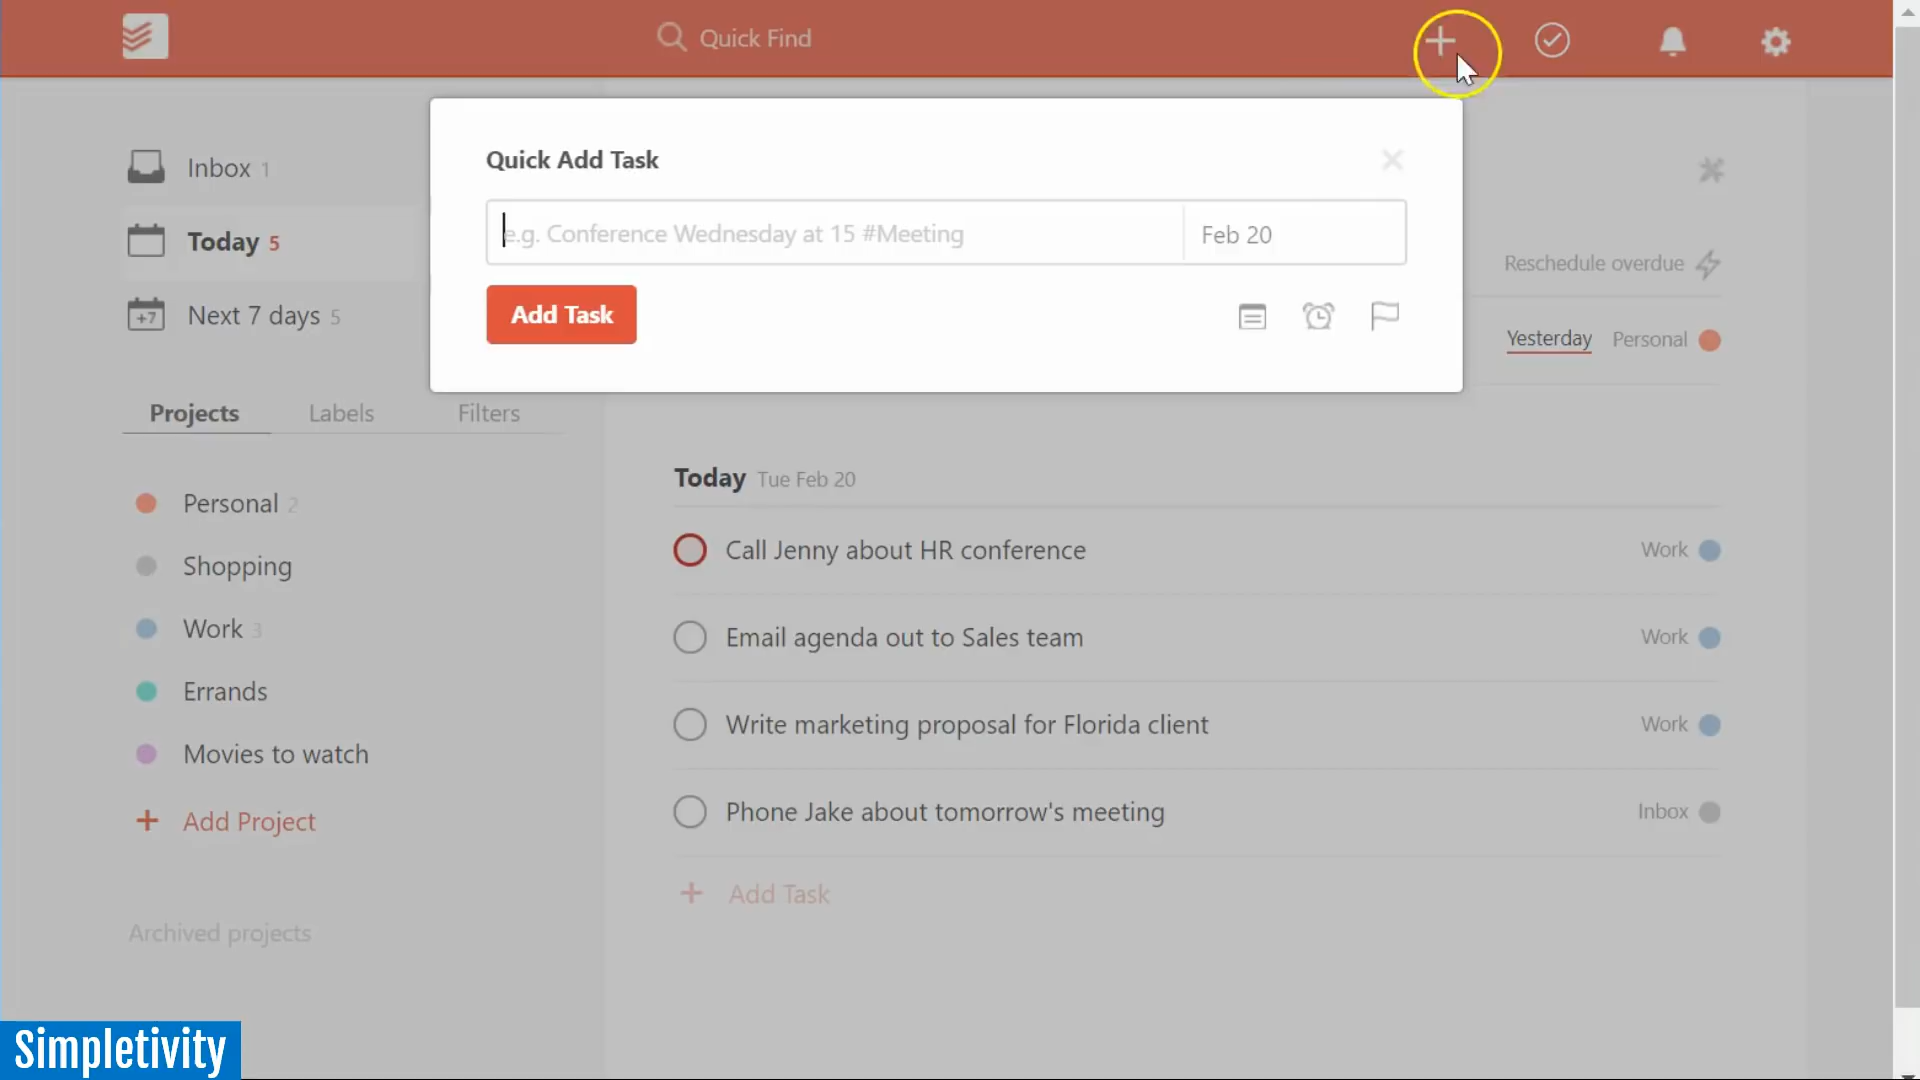 Quick Find
Quick Add Task
e.g. Conference Wednesday at 15 #Meeting
Feb 20
Add Task
Inbox 1
Today 5
+7
Next 7 days 5
Projects
Labels
Filters
Personal 2
Shopping
Work 3
Errands
Movies to watch
+ Add Project
Archived projects
Reschedule overdue
Yesterday Personal
Today Tue Feb 20
Call Jenny about HR conference Work
Email agenda out to Sales team Work
Write marketing proposal for Florida client Work
Phone Jake about tomorrow's meeting Inbox
+ Add Task
Simpletivity